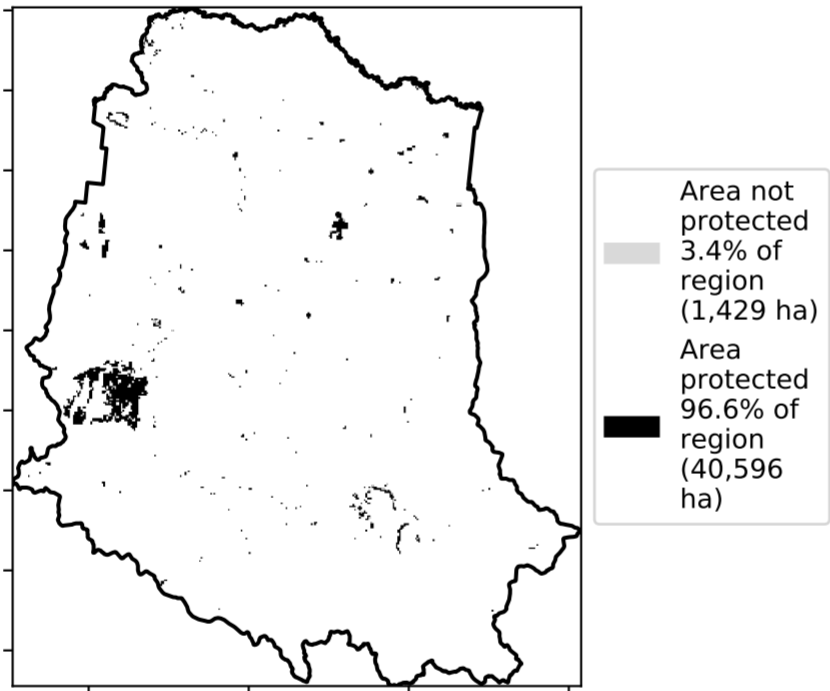 Area not
protected
3.4% of
region
(1,429 ha)
Area
protected
96.6% of
region
(40,596
ha)